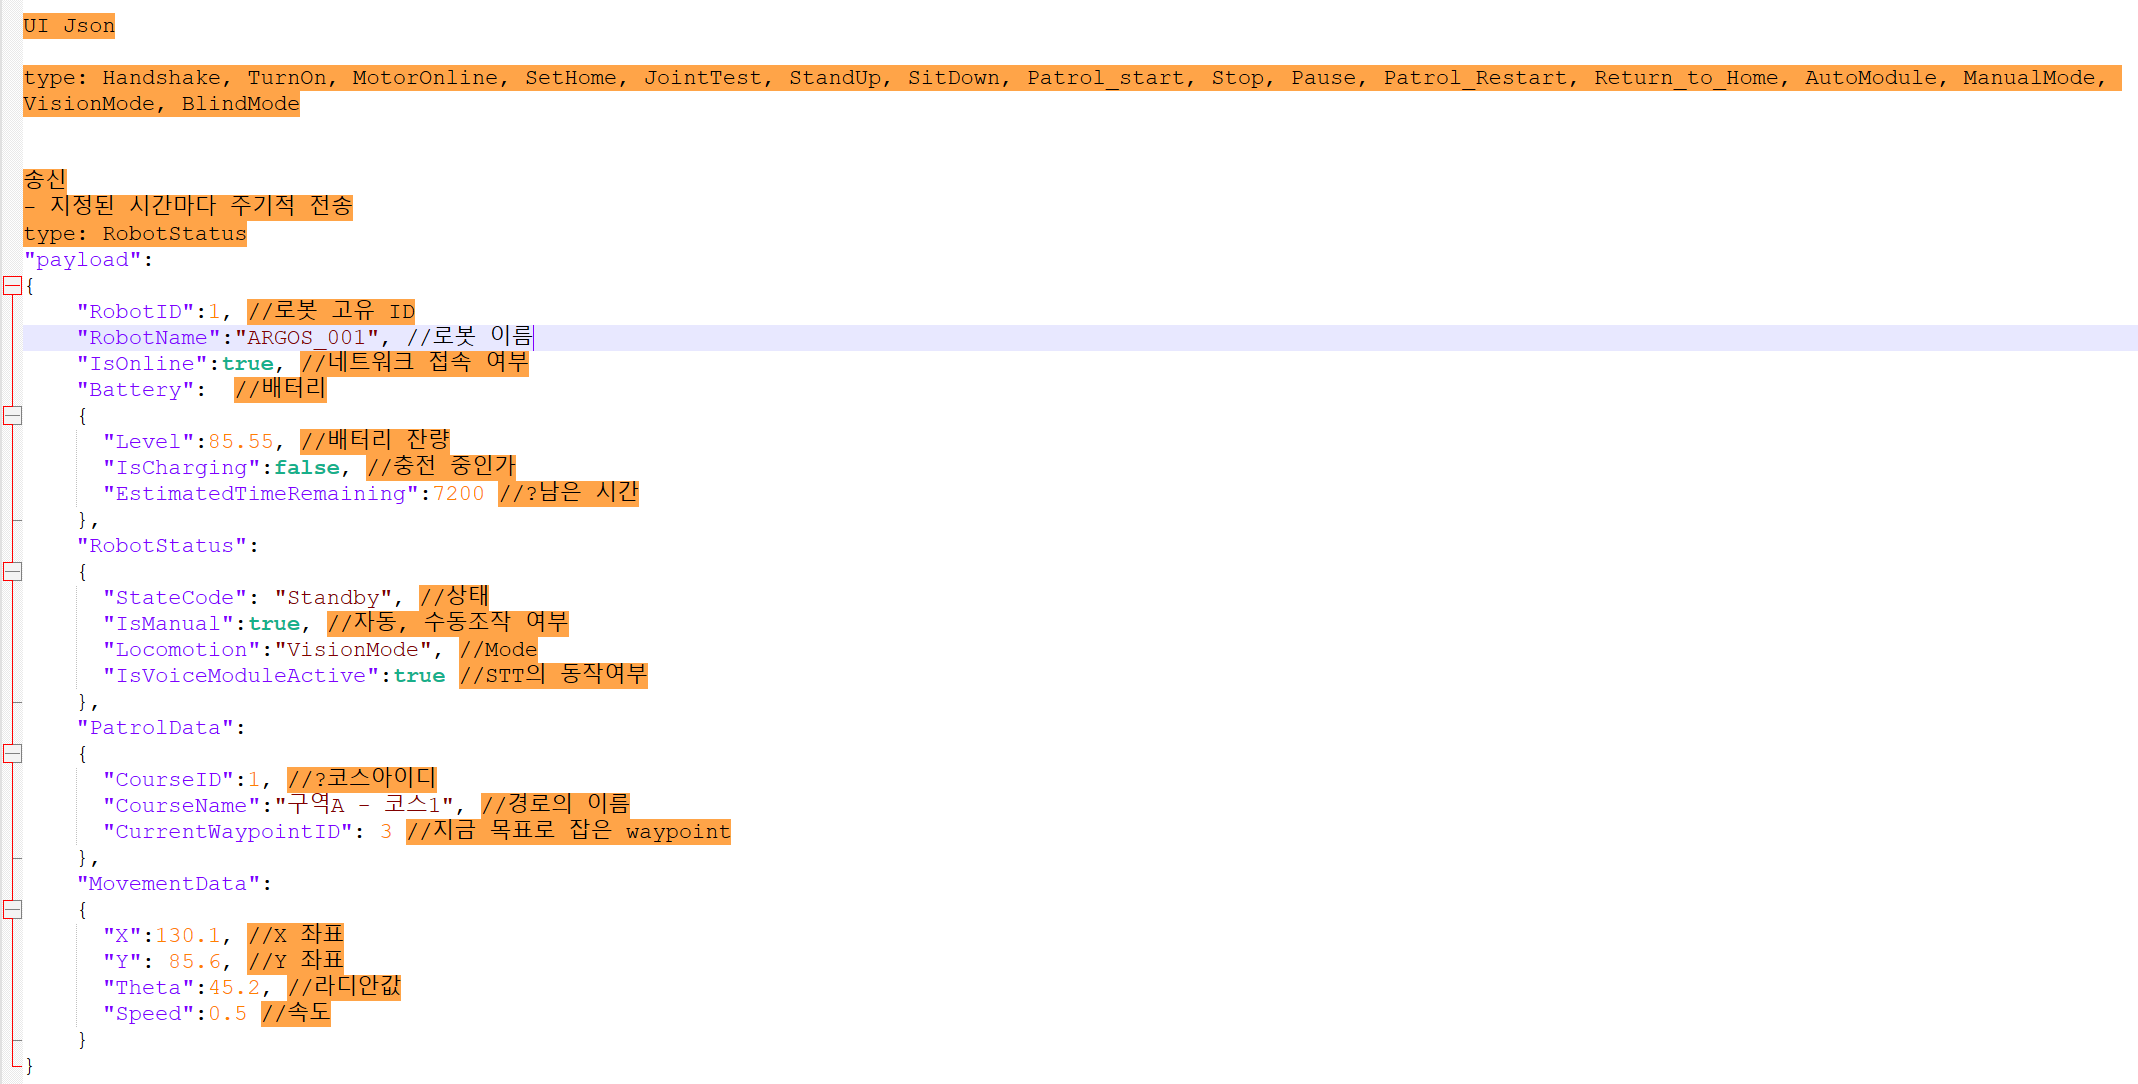 UI Json
type: Handshake, TurnOn, MotorOnline, SetHome, JointTest, StandUp, SitDown, Patrol_start, Stop, Pause, Patrol_Restart, Return_to_Home, AutoModule, ManualMode,
VisionMode, BlindMode
송신
- 지정된 시간마다 주기적 전송
type: RobotStatus
"payload":
{
"RobotID":1, //로봇 고유 ID
"RobotName":"ARGOS_001", //로봇 이름
"IsOnline":true, //네트워크 접속 여부
"Battery":  //배터리
{
"Level":85.55, //배터리 잔량
"IsCharging":false, //충전 중인가
"EstimatedTimeRemaining":7200 //?남은 시간
},
"RobotStatus":
{
"StateCode": "Standby", //상태
"IsManual":true, //자동, 수동조작 여부
"Locomotion":"VisionMode", //Mode
"IsVoiceModuleActive":true //STT의 동작여부
},
"PatrolData":
{
"CourseID":1, //?코스아이디
"CourseName":"구역A - 코스1", //경로의 이름
"CurrentWaypointID": 3 //지금 목표로 잡은 waypoint
},
"MovementData":
{
"X":130.1, //X 좌표
"Y": 85.6, //Y 좌표
"Theta":45.2, //라디안값
"Speed":0.5 //속도
}
}